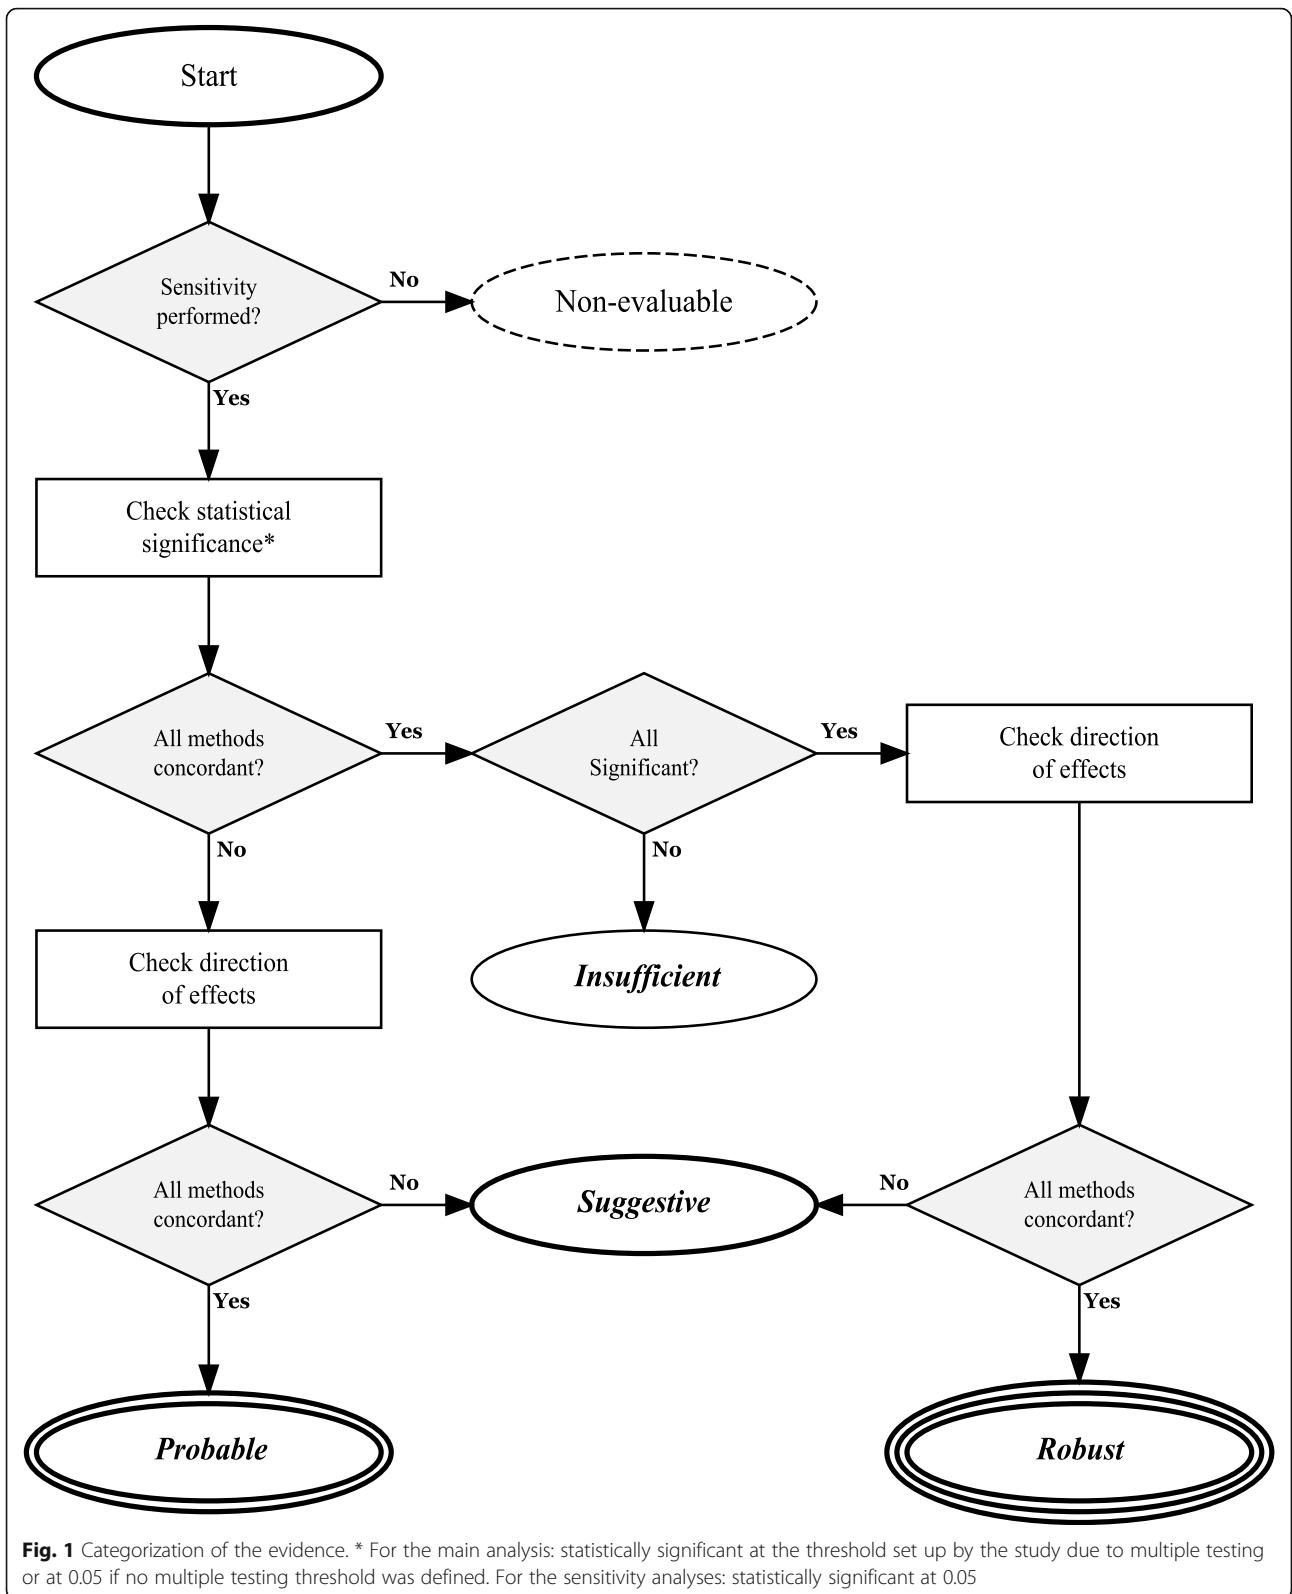 Start
Sensitivity
performed?
No
Non-evaluable
Yes
Check statistical
significance*
All methods
concordant?
Yes
All
Significant?
Yes
Check direction
of effects
No
No
Check direction
of effects
Insufficient
All methods
concordant?
No
Suggestive
No
All methods
concordant?
Yes
Yes
Probable
Robust
Fig. 1 Categorization of the evidence. * For the main analysis: statistically significant at the threshold set up by the study due to multiple testing
or at 0.05 if no multiple testing threshold was defined. For the sensitivity analyses: statistically significant at 0.05